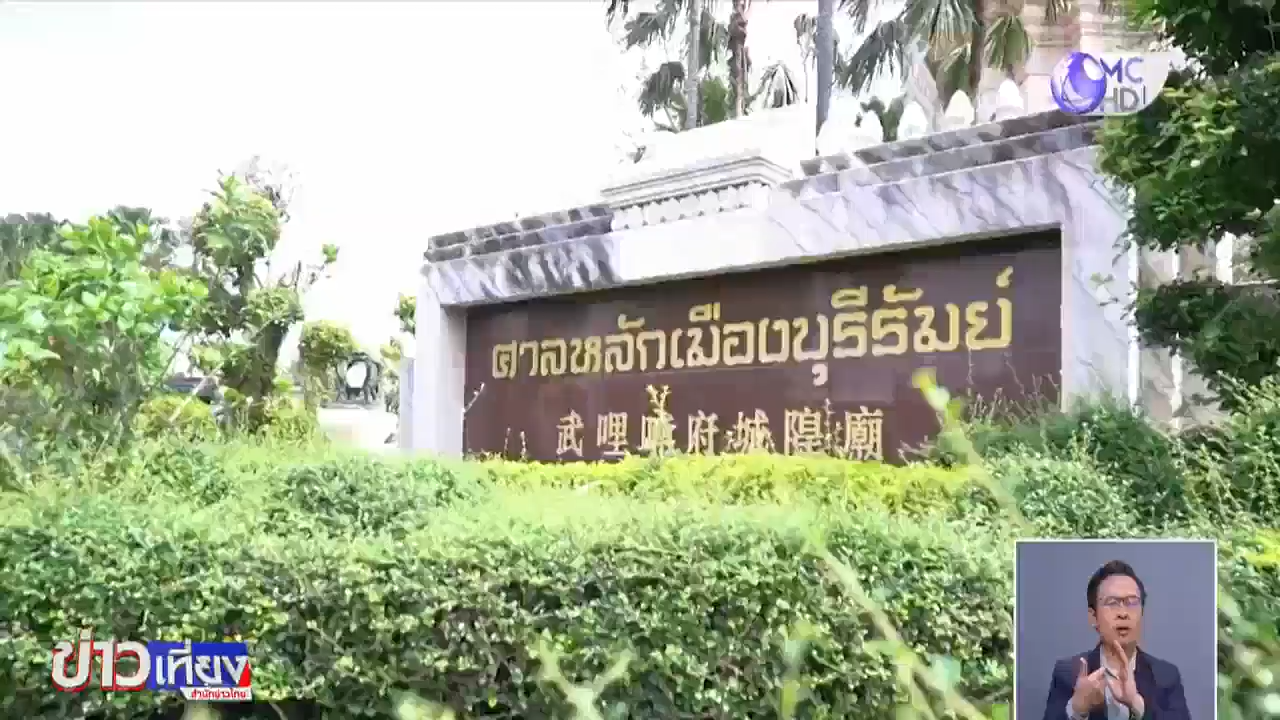 MC
HD
ศาลหลักเมืองบุรีรัมย์
武哩喃府城隍廟
ข่าวเที่ยง
สำนักข่าวไทย